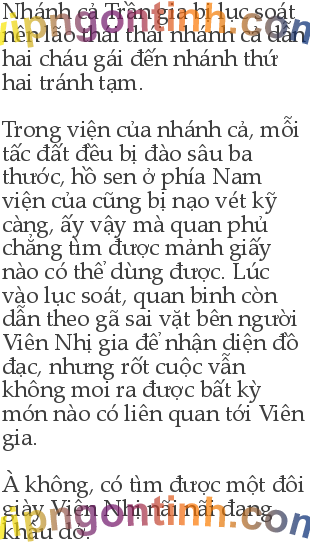 Nhánh cả Trần gia bị lục soát
nên lão thái thái nhánh cả dẫn
hai cháu gái đến nhánh thứ
hai tránh tạm.
Trong viện của nhánh cả, mỗi
tấc đất đều bị đào sâu ba
thước, hồ sen ở phía Nam
viện của cũng bị nạo vét kỹ
càng, ấy vậy mà quan phủ
chẳng tìm được mảnh giấy
nào có thể dùng được. Lúc
vào lục soát, quan binh còn
dẫn theo gã sai vặt bên người
Viên Nhị gia để nhận diện đồ
đạc, nhưng rốt cuộc vẫn
không moi ra được bất kỳ
món nào có liên quan tới Viên
gia.
À không, có tìm được một đôi
giày Viên Nhị nãi nãi đang
khâu dở.